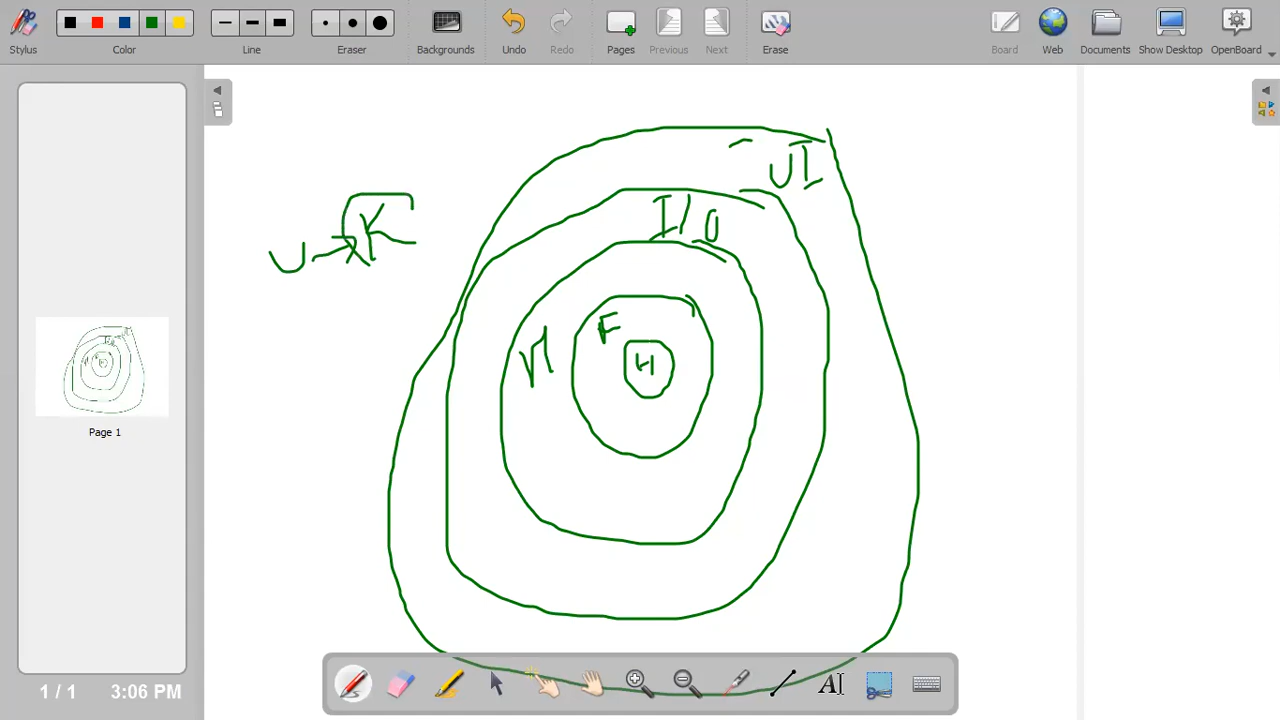 Stylus
Color
Line
Eraser
Backgrounds
Undo
Redo
Pages
Previous
Next
Erase
Board
Web
Documents
Show Desktop
OpenBoard
UI
I/O
U → K
F
H
Page 1
1 / 1
3:06 PM